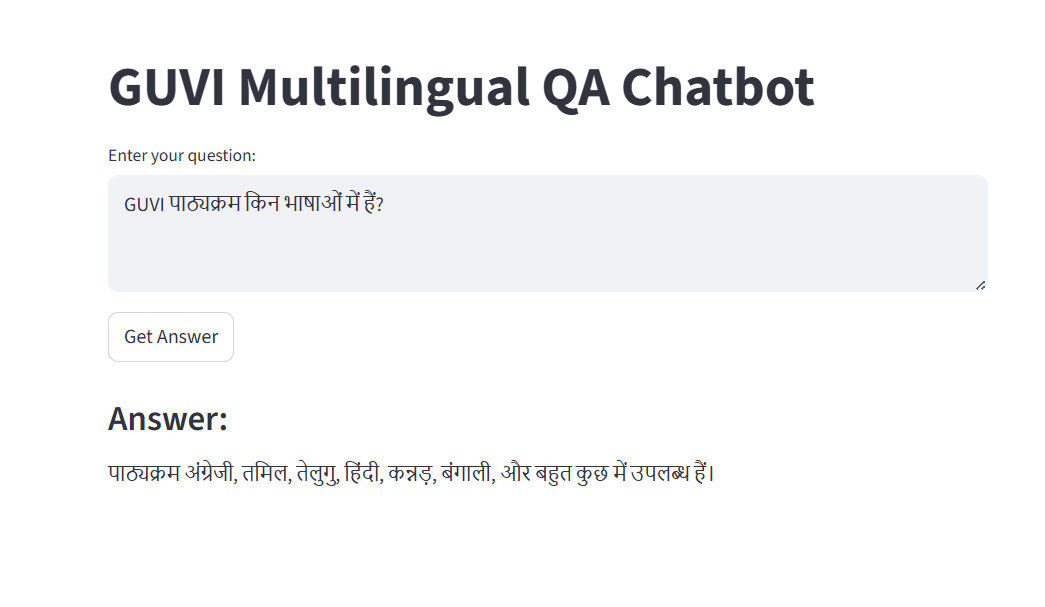 GUVI Multilingual QA Chatbot
Enter your question:
GUVI पाठ्यक्रम किन भाषाओं में हैं?
Get Answer
Answer:
पाठ्यक्रम अंग्रेजी, तमिल, तेलुगु, हिंदी, कन्नड़, बंगाली, और बहुत कुछ में उपलब्ध हैं।